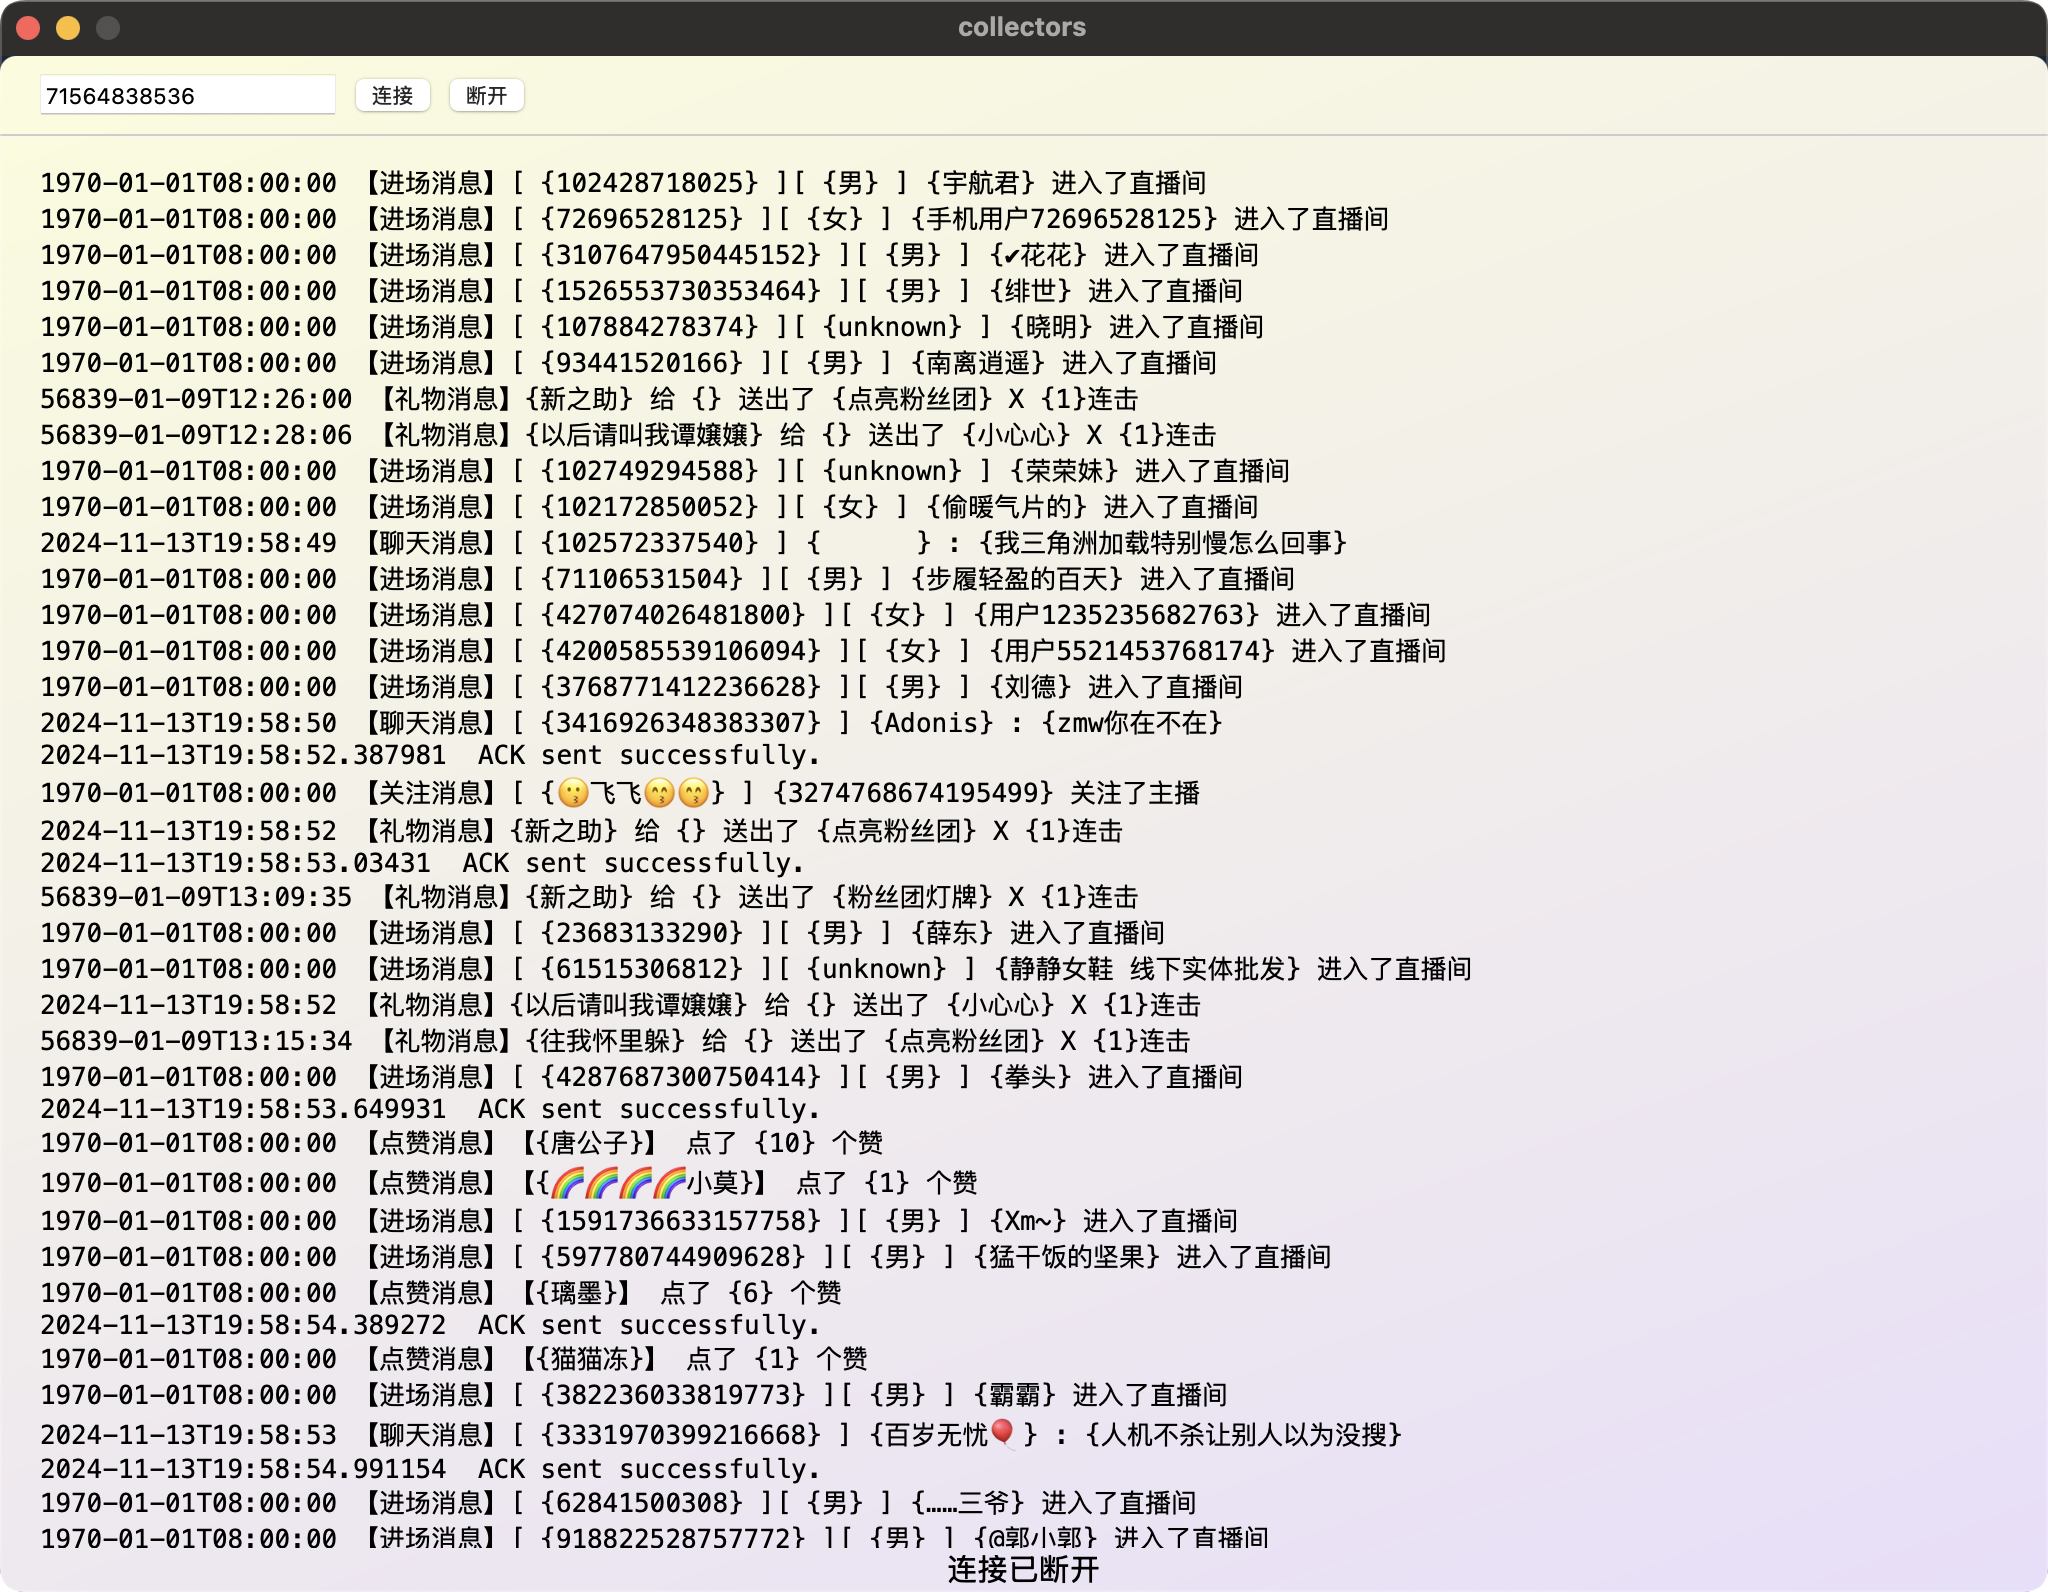 collectors
71564838536 连接 断开
1970-01-01T08:00:00 【进场消息】[ {102428718025} ][ {男} ] {宇航君} 进入了直播间
1970-01-01T08:00:00 【进场消息】[ {72696528125} ][ {女} ] {手机用户72696528125} 进入了直播间
1970-01-01T08:00:00 【进场消息】[ {3107647950445152} ][ {男} ] {✔花花} 进入了直播间
1970-01-01T08:00:00 【进场消息】[ {1526553730353464} ][ {男} ] {绯世} 进入了直播间
1970-01-01T08:00:00 【进场消息】[ {107884278374} ][ {unknown} ] {晓明} 进入了直播间
1970-01-01T08:00:00 【进场消息】[ {93441520166} ][ {男} ] {南离逍遥} 进入了直播间
56839-01-09T12:26:00 【礼物消息】{新之助} 给 {} 送出了 {点亮粉丝团} X {1}连击
56839-01-09T12:28:06 【礼物消息】{以后请叫我谭嬢嬢} 给 {} 送出了 {小心心} X {1}连击
1970-01-01T08:00:00 【进场消息】[ {102749294588} ][ {unknown} ] {荣荣妹} 进入了直播间
1970-01-01T08:00:00 【进场消息】[ {102172850052} ][ {女} ] {偷暖气片的} 进入了直播间
2024-11-13T19:58:49 【聊天消息】[ {102572337540} ] {      } : {我三角洲加载特别慢怎么回事}
1970-01-01T08:00:00 【进场消息】[ {71106531504} ][ {男} ] {步履轻盈的百天} 进入了直播间
1970-01-01T08:00:00 【进场消息】[ {427074026481800} ][ {女} ] {用户1235235682763} 进入了直播间
1970-01-01T08:00:00 【进场消息】[ {4200585539106094} ][ {女} ] {用户5521453768174} 进入了直播间
1970-01-01T08:00:00 【进场消息】[ {3768771412236628} ][ {男} ] {刘德} 进入了直播间
2024-11-13T19:58:50 【聊天消息】[ {3416926348383307} ] {Adonis} : {zmw你在不在}
2024-11-13T19:58:52.387981  ACK sent successfully.
1970-01-01T08:00:00 【关注消息】[ {😗飞飞😙😙} ] {3274768674195499} 关注了主播
2024-11-13T19:58:52 【礼物消息】{新之助} 给 {} 送出了 {点亮粉丝团} X {1}连击
2024-11-13T19:58:53.03431  ACK sent successfully.
56839-01-09T13:09:35 【礼物消息】{新之助} 给 {} 送出了 {粉丝团灯牌} X {1}连击
1970-01-01T08:00:00 【进场消息】[ {23683133290} ][ {男} ] {薛东} 进入了直播间
1970-01-01T08:00:00 【进场消息】[ {61515306812} ][ {unknown} ] {静静女鞋 线下实体批发} 进入了直播间
2024-11-13T19:58:52 【礼物消息】{以后请叫我谭嬢嬢} 给 {} 送出了 {小心心} X {1}连击
56839-01-09T13:15:34 【礼物消息】{往我怀里躲} 给 {} 送出了 {点亮粉丝团} X {1}连击
1970-01-01T08:00:00 【进场消息】[ {4287687300750414} ][ {男} ] {拳头} 进入了直播间
2024-11-13T19:58:53.649931  ACK sent successfully.
1970-01-01T08:00:00 【点赞消息】【{唐公子}】 点了 {10} 个赞
1970-01-01T08:00:00 【点赞消息】【{🌈🌈🌈🌈小莫}】 点了 {1} 个赞
1970-01-01T08:00:00 【进场消息】[ {1591736633157758} ][ {男} ] {Xm~} 进入了直播间
1970-01-01T08:00:00 【进场消息】[ {597780744909628} ][ {男} ] {猛干饭的坚果} 进入了直播间
1970-01-01T08:00:00 【点赞消息】【{璃墨}】 点了 {6} 个赞
2024-11-13T19:58:54.389272  ACK sent successfully.
1970-01-01T08:00:00 【点赞消息】【{猫猫冻}】 点了 {1} 个赞
1970-01-01T08:00:00 【进场消息】[ {382236033819773} ][ {男} ] {霸霸} 进入了直播间
2024-11-13T19:58:53 【聊天消息】[ {3331970399216668} ] {百岁无忧🎈} : {人机不杀让别人以为没搜}
2024-11-13T19:58:54.991154  ACK sent successfully.
1970-01-01T08:00:00 【进场消息】[ {62841500308} ][ {男} ] {……三爷} 进入了直播间
1970-01-01T08:00:00 【进场消息】[ {918822528757772} ][ {男} ] {@郭小郭} 进入了直播间
连接已断开